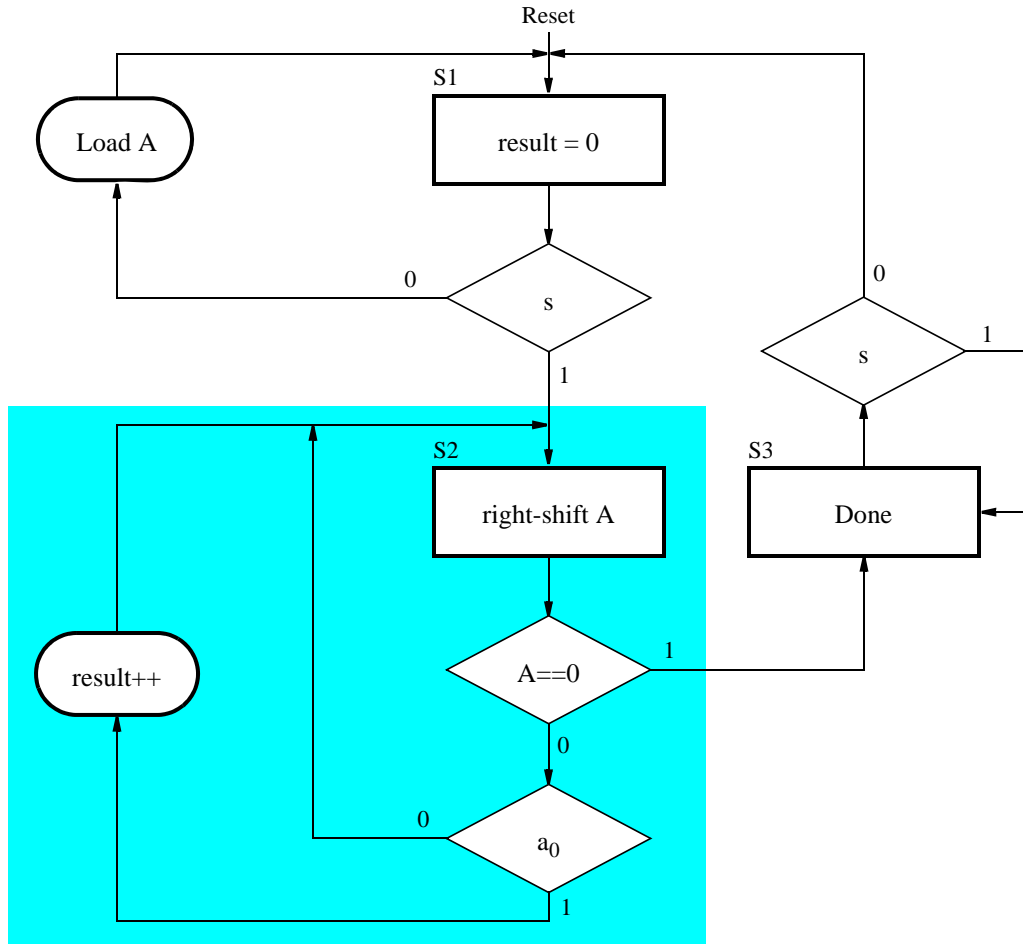 Reset
S1
Load A
result = 0
0
0
s
1
s
1
S2
S3
right-shift A
Done
1
result++
A==0
0
0
a0
1